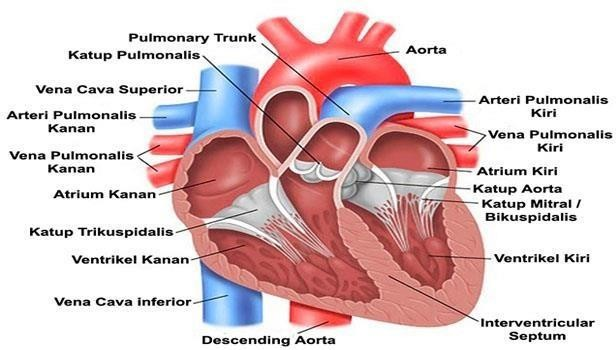 Pulmonary Trunk
Katup Pulmonalis
Vena Cava Superior
Arteri Pulmonalis
Kanan
Vena Pulmonalis
Kanan
Atrium Kanan
Katup Trikuspidalis
Ventrikel Kanan
Vena Cava inferior
Descending Aorta
Aorta
Arteri Pulmonalis
Kiri
Vena Pulmonalis
Kiri
Atrium Kiri
Katup Aorta
Katup Mitral /
Bikuspidalis
Ventrikel Kiri
Interventricular
Septum